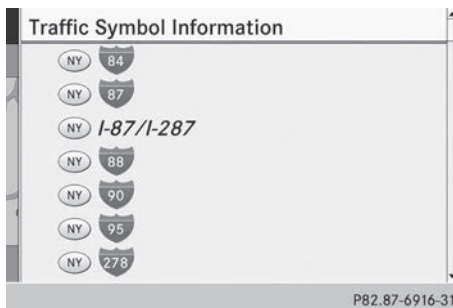 Traffic Symbol Information
NY 84
NY 87
NY I-87/I-287
NY 88
NY 90
NY 95
NY 278
P82.87-6916-31